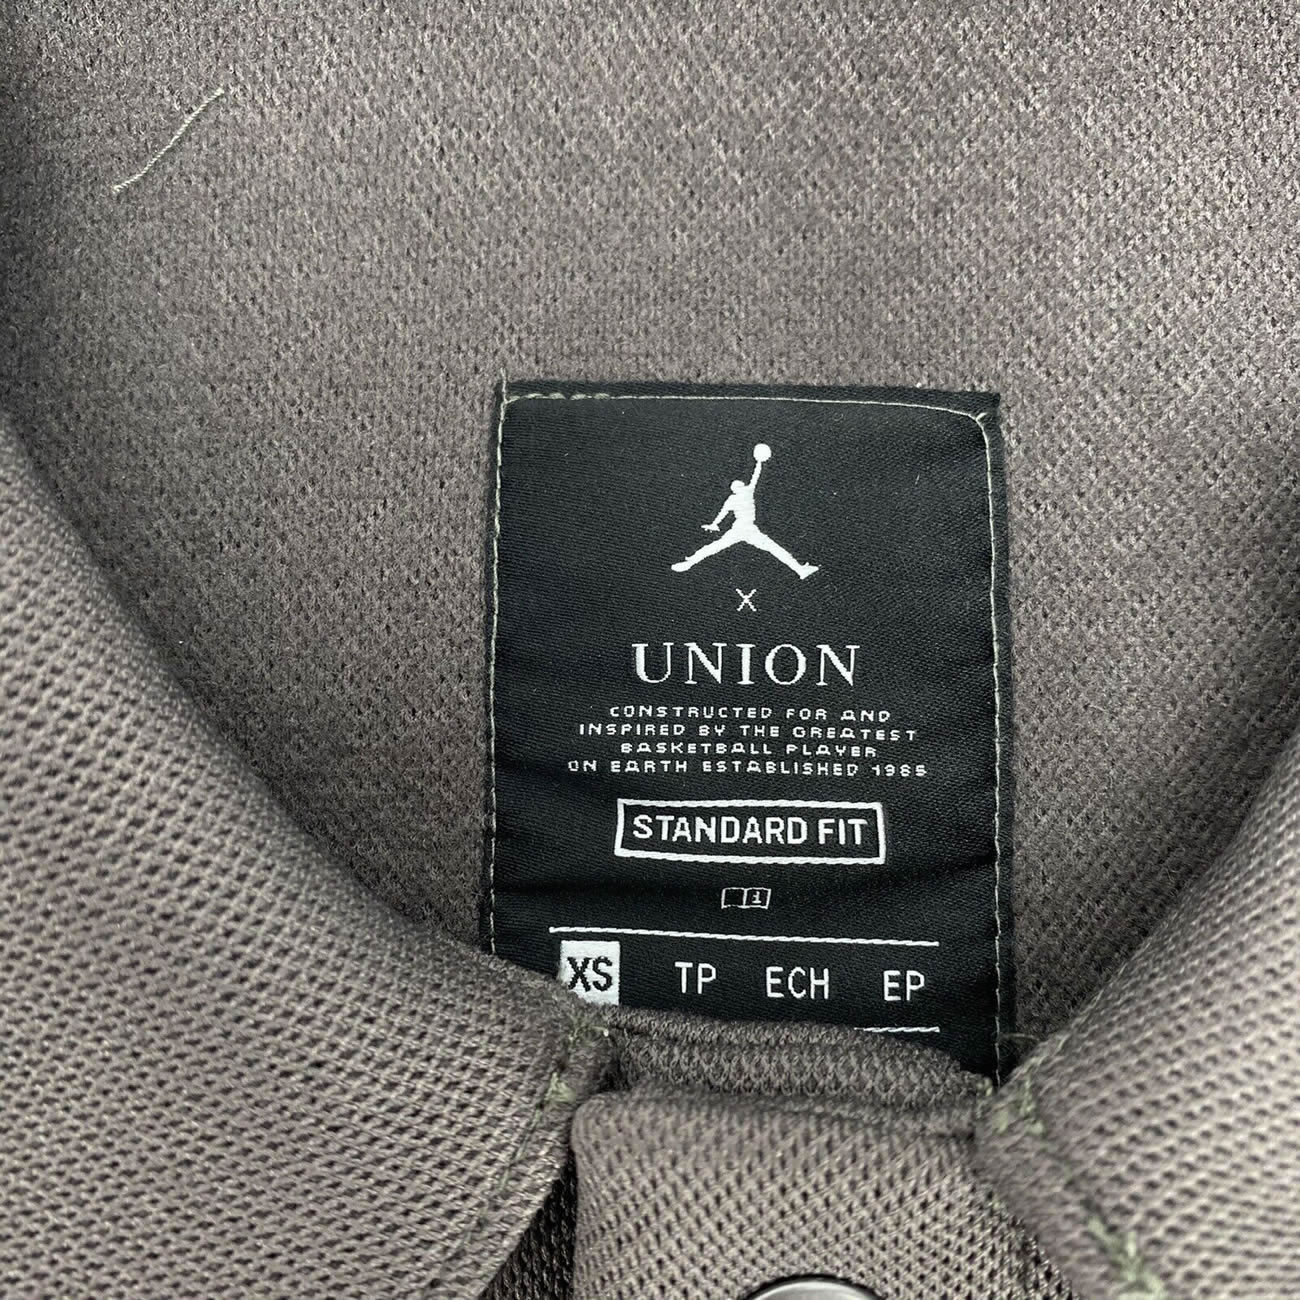 X
UNION
CONSTRUCTED FOR AND
INSPIRED BY THE GREATEST
BASKETBALL PLAYER
ON EARTH ESTABLISHED 1985
STANDARD FIT
i
XS TP ECH EP